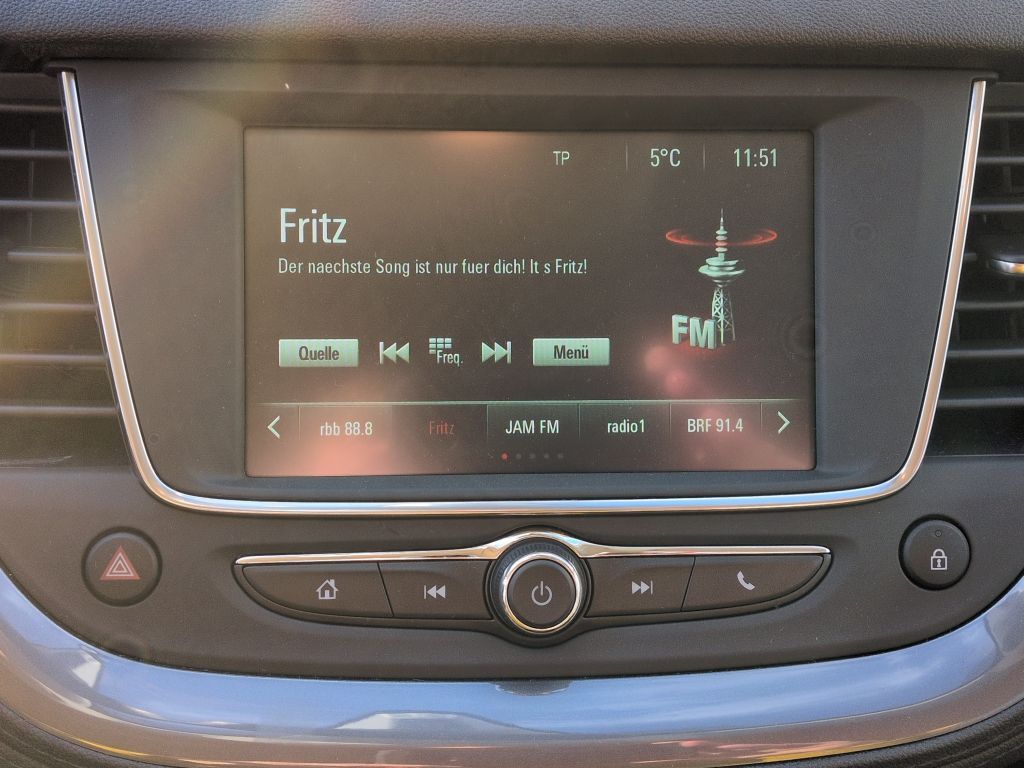 TP 5°C 11:51
Fritz
Der naechste Song ist nur fuer dich! It s Fritz!
FM
Quelle Freq. Menü
rbb 88.8 Fritz JAM FM radio1 BRF 91.4